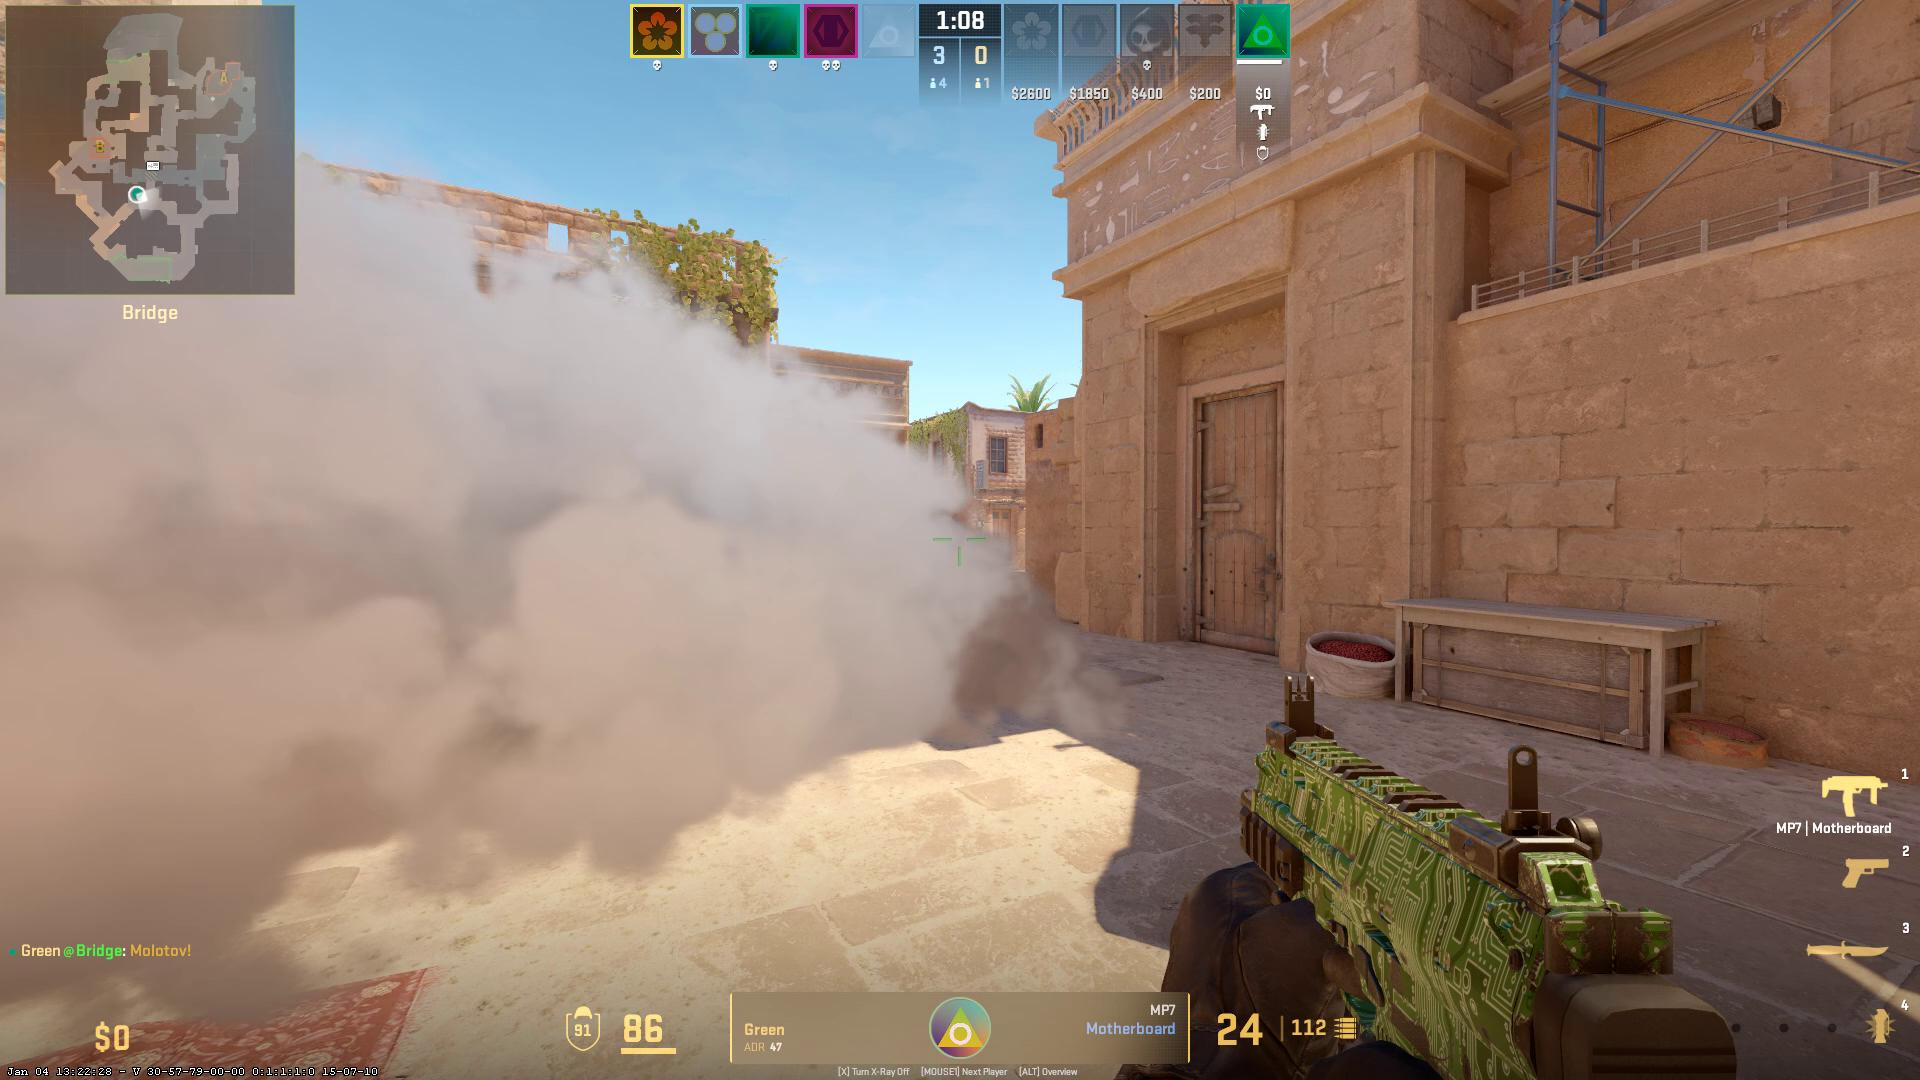 A
B
Bridge
1:08
3 0
4 1
$2600 $1850 $400 $200 $0
1
MP7 | Motherboard
2
3
4
Green @ Bridge: Molotov!
$0
91 86
Green
ADR 47
MP7
Motherboard
24 | 112
[X] Turn X-Ray Off [MOUSE1] Next Player [ALT] Overview
Jan 04 13:22:28 - V 30-57-79-00-00 0:1:1:1:0 15-07-10